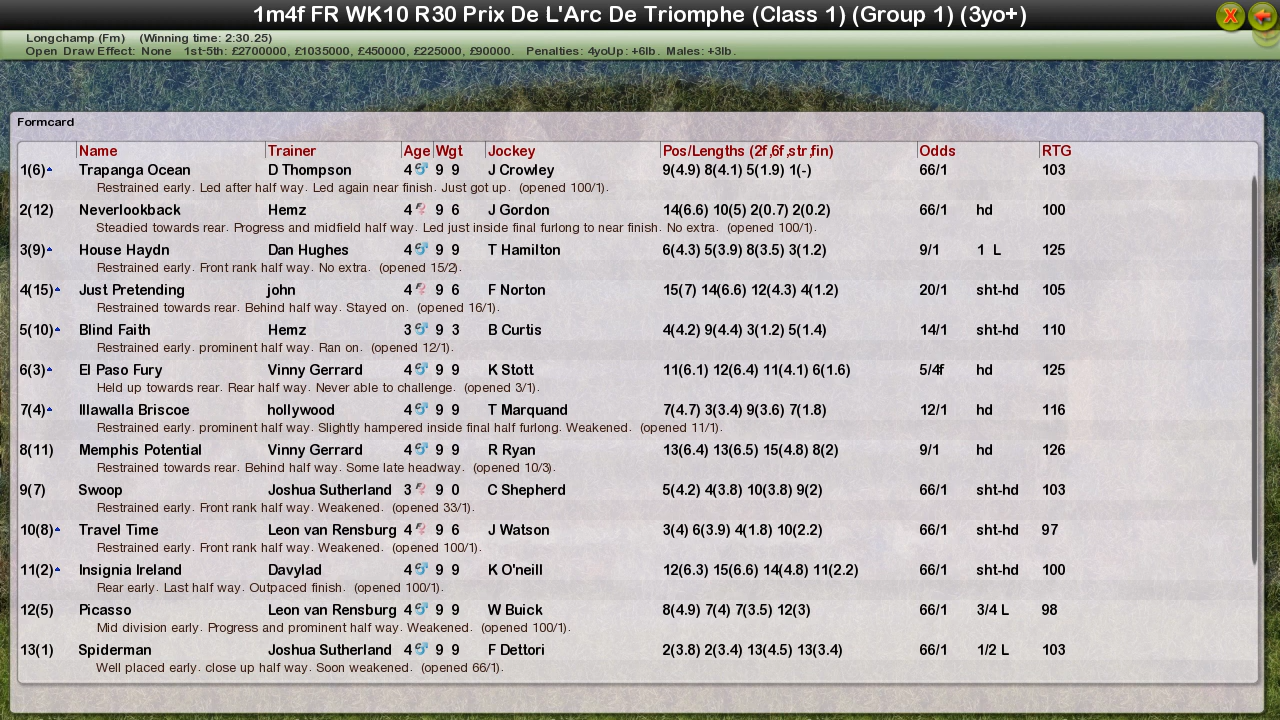 1m4f FR WK10 R30 Prix De L'Arc De Triomphe (Class 1) (Group 1) (3yo+)
Longchamp (Fm) (Winning time: 2:30.25)
Open Draw Effect: None 1st-5th: £2700000, £1035000, £450000, £225000, £90000. Penalties: 4yoUp: +6lb. Males: +3lb.
Formcard
Name Trainer Age Wgt Jockey Pos/Lengths (2f,6f,str,fin) Odds RTG
1(6) Trapanga Ocean D Thompson 4 9 9 J Crowley 9(4.9) 8(4.1) 5(1.9) 1(-) 66/1 103
Restrained early. Led after half way. Led again near finish. Just got up. (opened 100/1).
2(12) Neverlookback Hemz 4 9 6 J Gordon 14(6.6) 10(5) 2(0.7) 2(0.2) 66/1 hd 100
Steadied towards rear. Progress and midfield half way. Led just inside final furlong to near finish. No extra. (opened 100/1).
3(9) House Haydn Dan Hughes 4 9 9 T Hamilton 6(4.3) 5(3.9) 8(3.5) 3(1.2) 9/1 1 L 125
Restrained early. Front rank half way. No extra. (opened 15/2).
4(15) Just Pretending john 4 9 6 F Norton 15(7) 14(6.6) 12(4.3) 4(1.2) 20/1 sht-hd 105
Restrained towards rear. Behind half way. Stayed on. (opened 16/1).
5(10) Blind Faith Hemz 3 9 3 B Curtis 4(4.2) 9(4.4) 3(1.2) 5(1.4) 14/1 sht-hd 110
Restrained early. prominent half way. Ran on. (opened 12/1).
6(3) El Paso Fury Vinny Gerrard 4 9 9 K Stott 11(6.1) 12(6.4) 11(4.1) 6(1.6) 5/4f hd 125
Held up towards rear. Rear half way. Never able to challenge. (opened 3/1).
7(4) Illawalla Briscoe hollywood 4 9 9 T Marquand 7(4.7) 3(3.4) 9(3.6) 7(1.8) 12/1 hd 116
Restrained early. prominent half way. Slightly hampered inside final half furlong. Weakened. (opened 11/1).
8(11) Memphis Potential Vinny Gerrard 4 9 9 R Ryan 13(6.4) 13(6.5) 15(4.8) 8(2) 9/1 hd 126
Restrained towards rear. Behind half way. Some late headway. (opened 10/3).
9(7) Swoop Joshua Sutherland 3 9 0 C Shepherd 5(4.2) 4(3.8) 10(3.8) 9(2) 66/1 sht-hd 103
Restrained early. Front rank half way. Weakened. (opened 33/1).
10(8) Travel Time Leon van Rensburg 4 9 6 J Watson 3(4) 6(3.9) 4(1.8) 10(2.2) 66/1 sht-hd 97
Restrained early. Front rank half way. Weakened. (opened 100/1).
11(2) Insignia Ireland Davylad 4 9 9 K O'neill 12(6.3) 15(6.6) 14(4.8) 11(2.2) 66/1 sht-hd 100
Rear early. Last half way. Outpaced finish. (opened 100/1).
12(5) Picasso Leon van Rensburg 4 9 9 W Buick 8(4.9) 7(4) 7(3.5) 12(3) 66/1 3/4 L 98
Mid division early. Progress and prominent half way. Weakened. (opened 100/1).
13(1) Spiderman Joshua Sutherland 4 9 9 F Dettori 2(3.8) 2(3.4) 13(4.5) 13(3.4) 66/1 1/2 L 103
Well placed early. close up half way. Soon weakened. (opened 66/1).